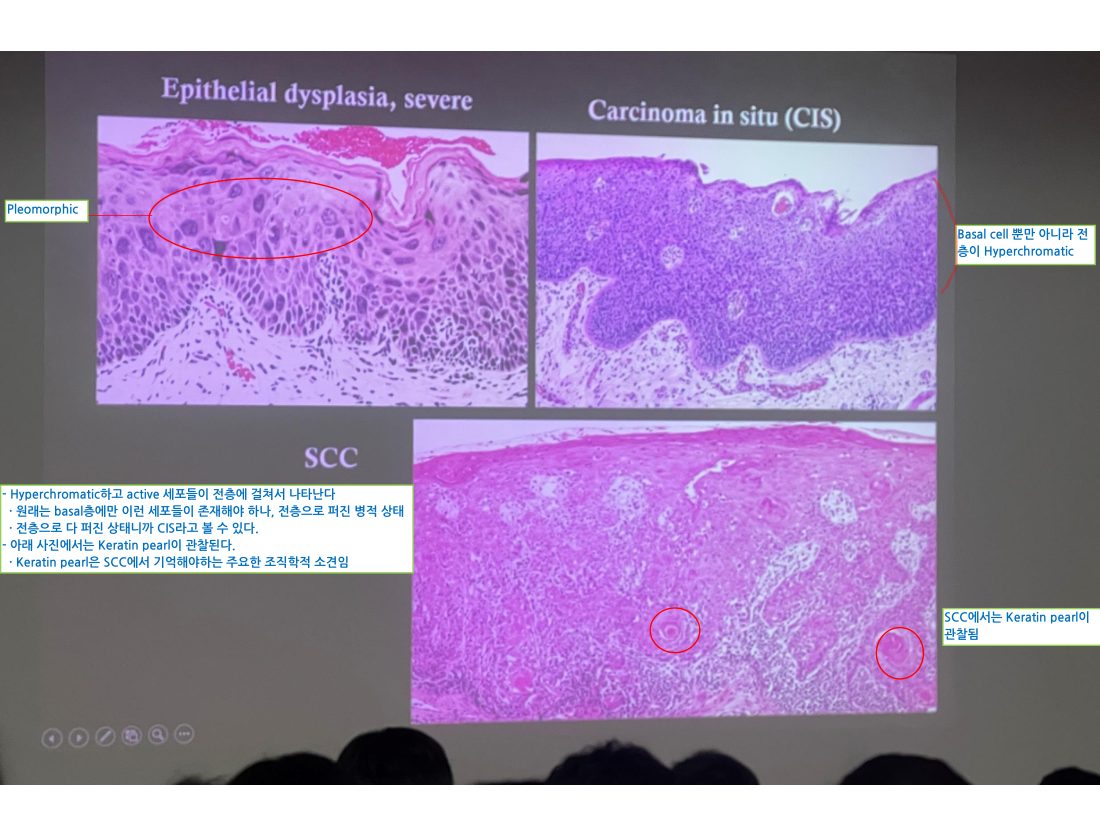 Epithelial dysplasia, severe
Carcinoma in situ (CIS)
Pleomorphic
Basal cell 뿐만 아니라 전
층이 Hyperchromatic
SCC
- Hyperchromatic하고 active 세포들이 전층에 걸쳐서 나타난다
· 원래는 basal층에만 이런 세포들이 존재해야 하나, 전층으로 퍼진 병적 상태
· 전층으로 다 퍼진 상태니까 CIS라고 볼 수 있다.
- 아래 사진에서는 Keratin pearl이 관찰된다.
· Keratin pearl은 SCC에서 기억해야하는 주요한 조직학적 소견임
SCC에서는 Keratin pearl이
관찰됨